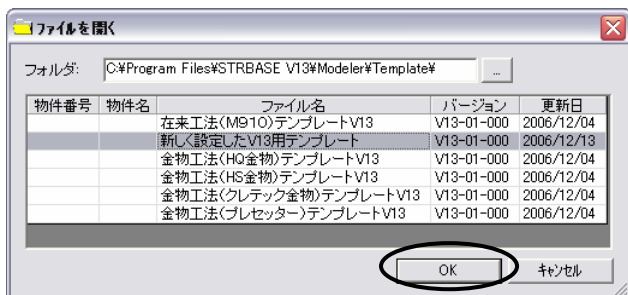 ファイルを開く
フォルダ: C:¥Program Files¥STRBASE V13¥Modeler¥Template¥ ...
物件番号 物件名 ファイル名 バージョン 更新日
在来工法(M910)テンプレートV13 V13-01-000 2006/12/04
新しく設定したV13用テンプレート V13-01-000 2006/12/13
金物工法(HQ金物)テンプレートV13 V13-01-000 2006/12/04
金物工法(HS金物)テンプレートV13 V13-01-000 2006/12/04
金物工法(クレテック金物)テンプレートV13 V13-01-000 2006/12/04
金物工法(プレセッター)テンプレートV13 V13-01-000 2006/12/04
OK キャンセル